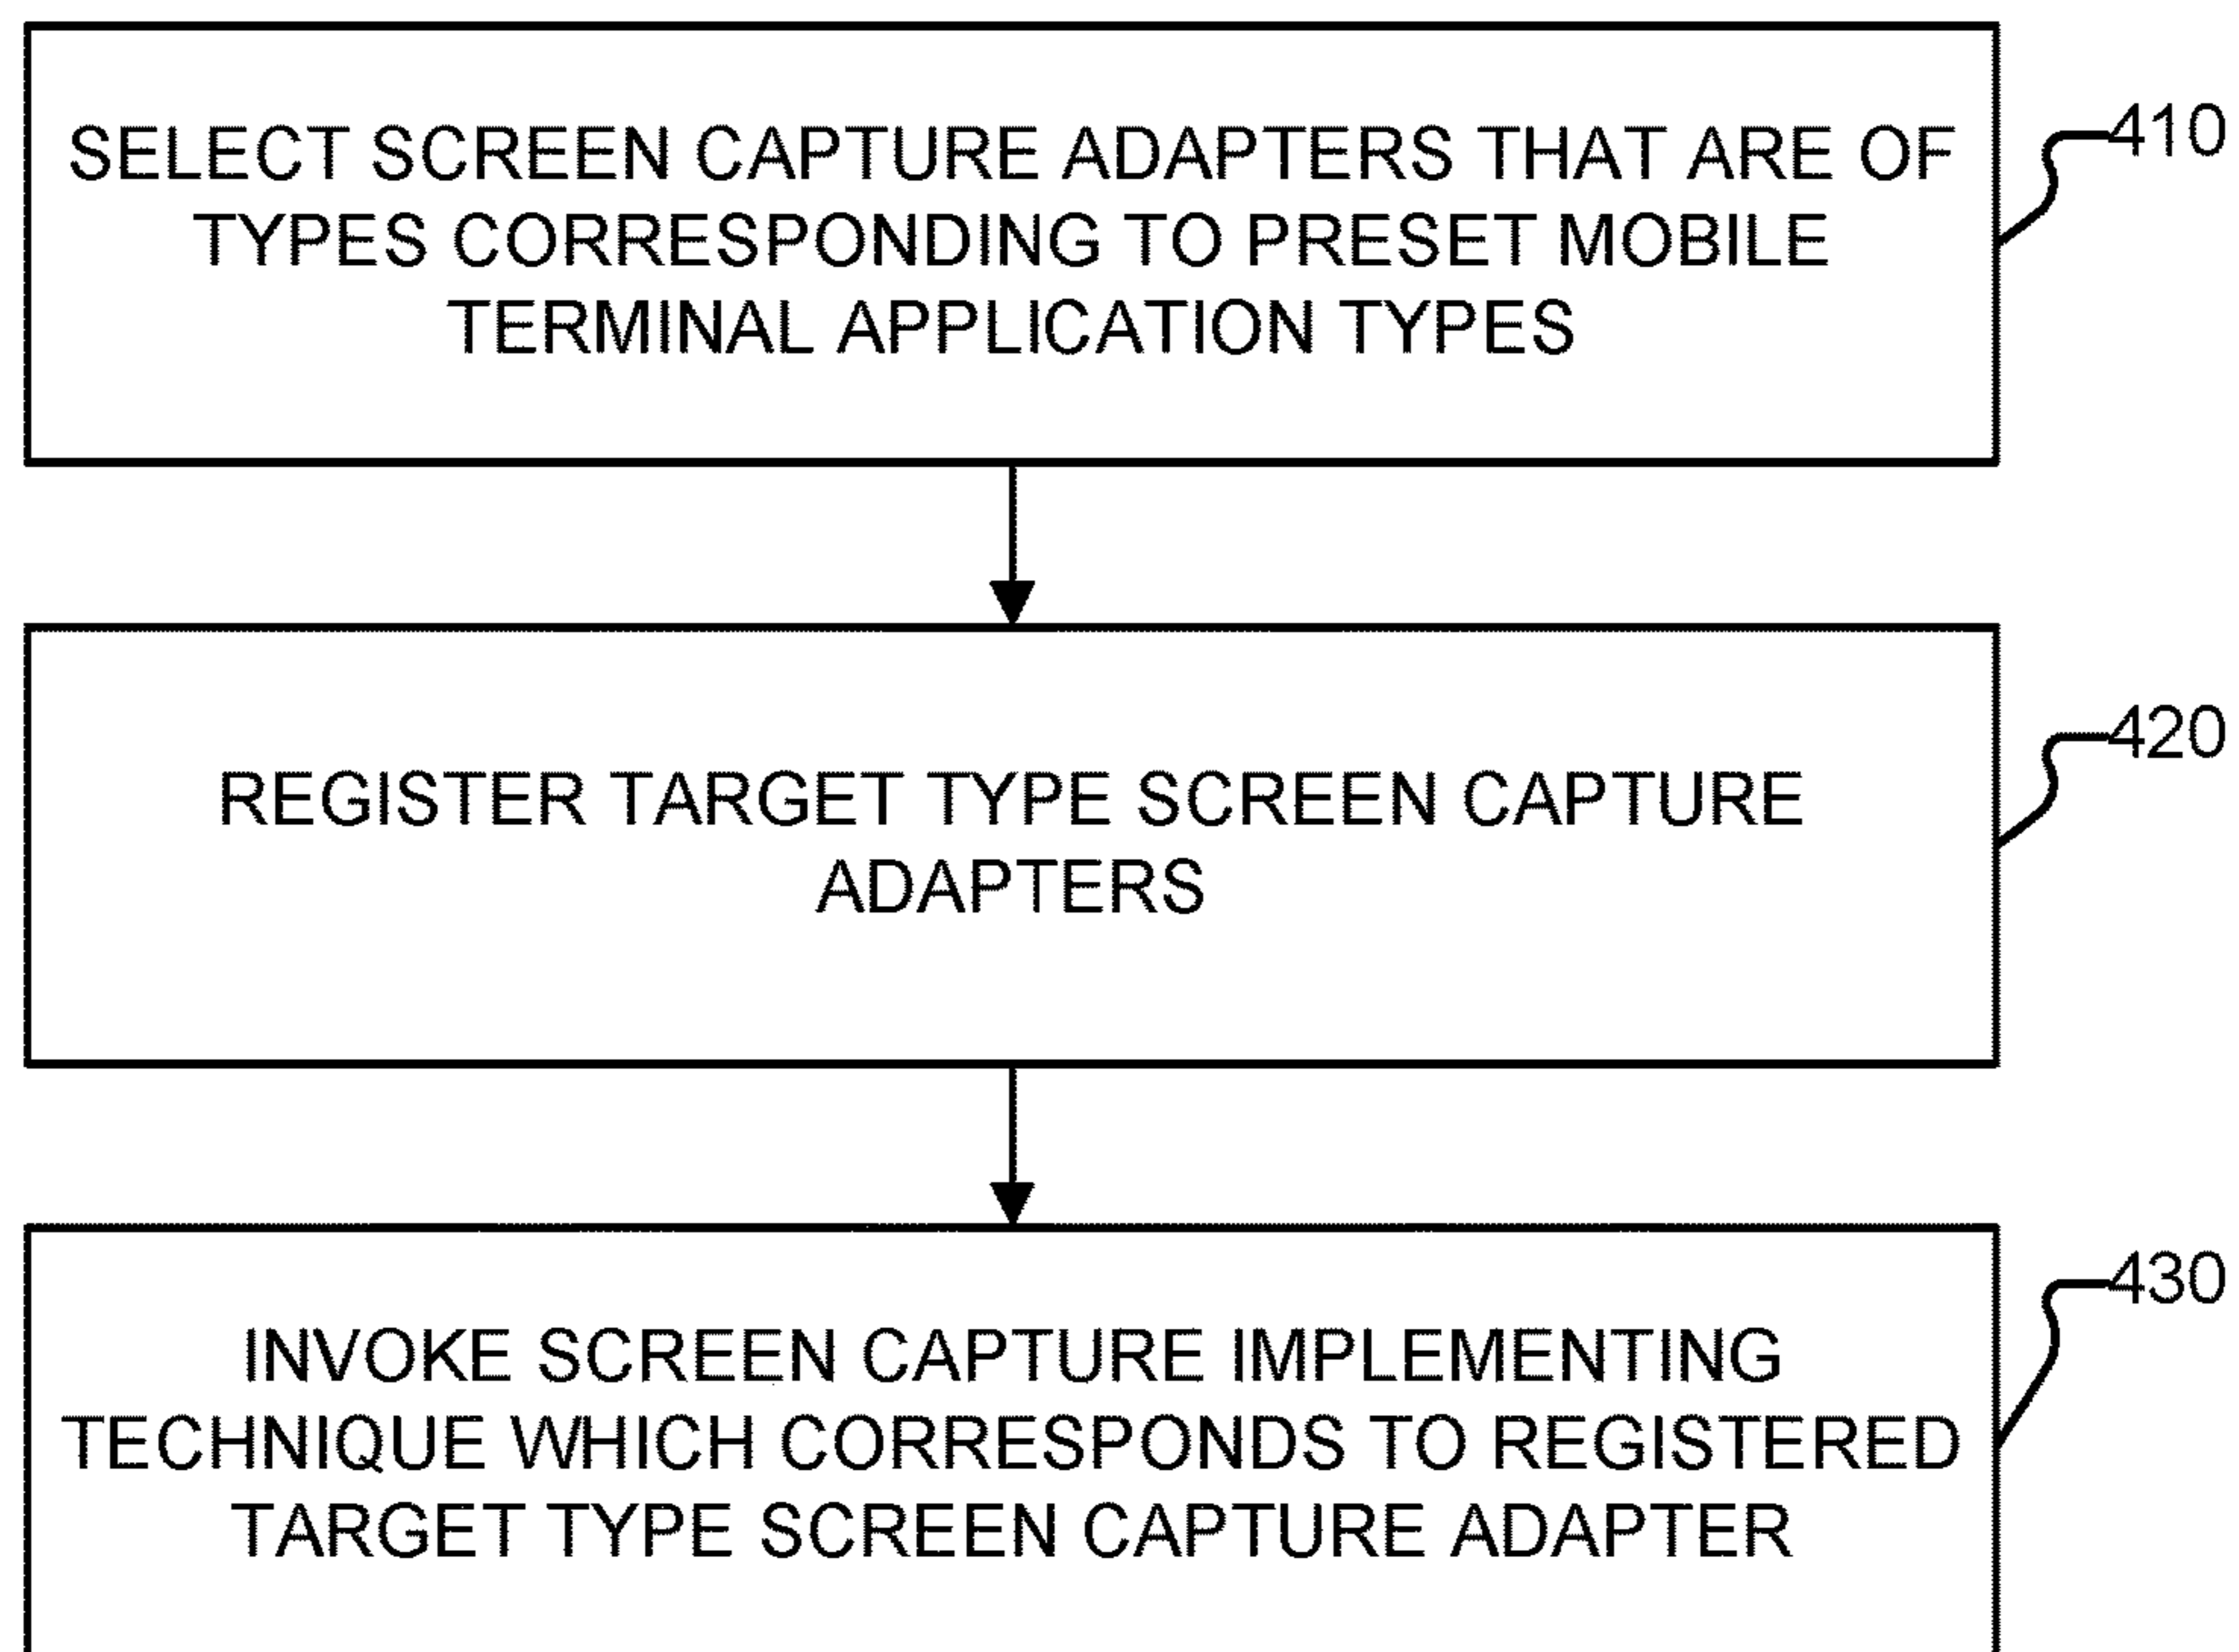 SELECT SCREEN CAPTURE ADAPTERS THAT ARE OF
TYPES CORRESPONDING TO PRESET MOBILE
TERMINAL APPLICATION TYPES
410
REGISTER TARGET TYPE SCREEN CAPTURE
ADAPTERS
420
INVOKE SCREEN CAPTURE IMPLEMENTING
TECHNIQUE WHICH CORRESPONDS TO REGISTERED
TARGET TYPE SCREEN CAPTURE ADAPTER
430